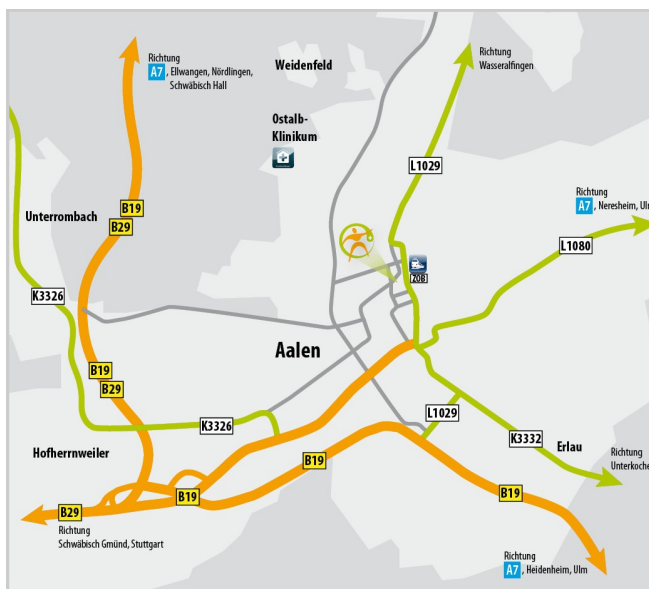 Richtung
A7, Ellwangen, Nördlingen,
Schwäbisch Hall
Weidenfeld
Richtung
Wasseralfingen
Ostalb-
Klinikum
L1029
Richtung
A7, Neresheim, Ulm
B19
B29
Unterrombach
L1080
ZOB
K3326
Aalen
B19
B29
L1029
K3326
K3332
Erlau
Hofherrnweiler
B19
Richtung
Unterkoche
B19
B19
B29
Richtung
Schwäbisch Gmünd, Stuttgart
Richtung
A7, Heidenheim, Ulm